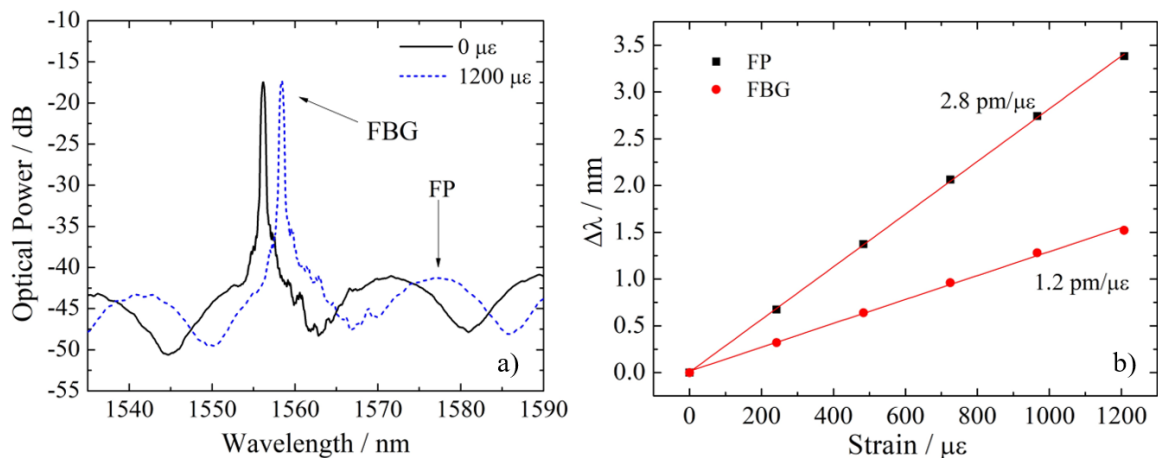 -10
-15
-20
-25
-30
-35
-40
-45
-50
-55
Optical Power / dB
0 με
1200 με
FBG
FP
a)
1540 1550 1560 1570 1580 1590
Wavelength / nm
3.5
3.0
2.5
2.0
1.5
1.0
0.5
0.0
Δλ / nm
FP
FBG
2.8 pm/με
1.2 pm/με
b)
0 200 400 600 800 1000 1200
Strain / με